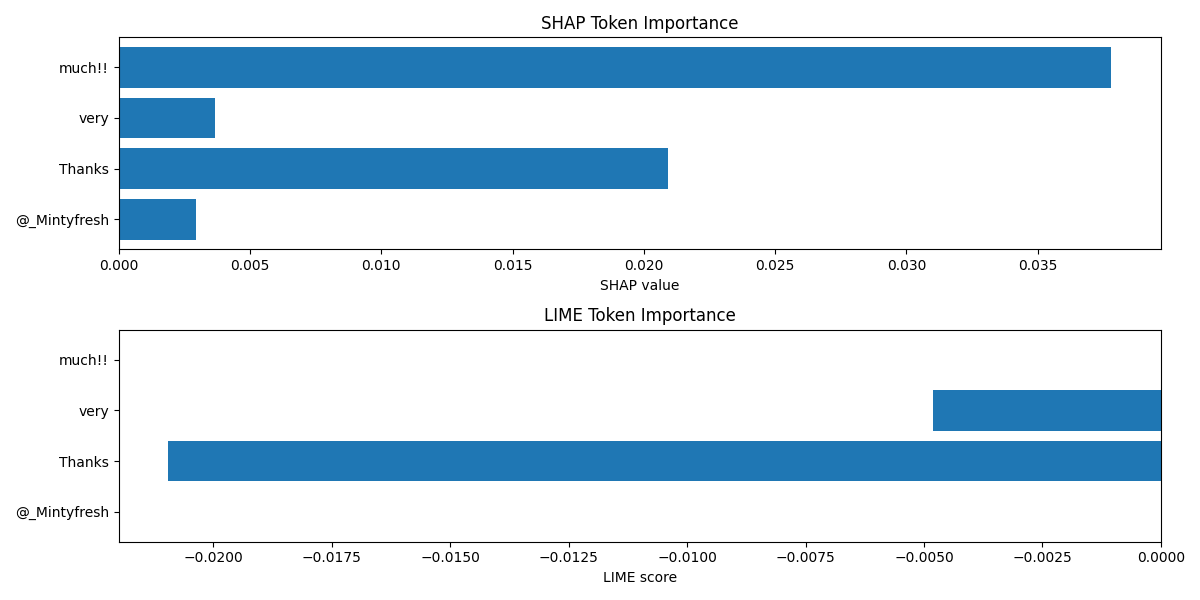 SHAP Token Importance
much!!
very
Thanks
@_Mintyfresh
0.000 0.005 0.010 0.015 0.020 0.025 0.030 0.035
SHAP value
LIME Token Importance
much!!
very
Thanks
@_Mintyfresh
−0.0200 −0.0175 −0.0150 −0.0125 −0.0100 −0.0075 −0.0050 −0.0025 0.0000
LIME score